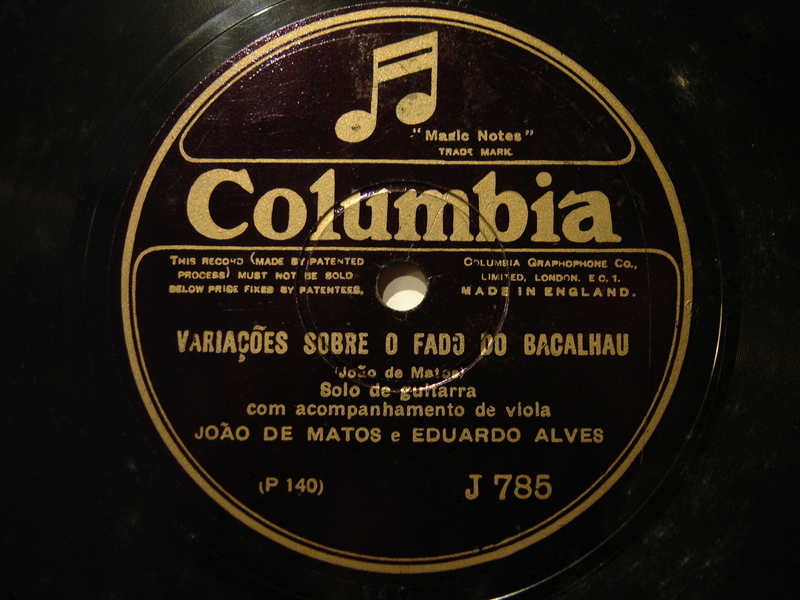 "Magic Notes"
TRADE MARK.
Columbia
THIS RECORD (MADE BY PATENTED
PROCESS) MUST NOT BE SOLD
BELOW PRICE FIXED BY PATENTEES,
COLUMBIA GRAPHOPHONE CO.,
LIMITED, LONDON, E.C.1.
MADE IN ENGLAND.
VARIAÇÕES SOBRE O FADO DO BACALHAU
(João de Matos)
Solo de guitarra
com acompanhamento de viola
JOÃO DE MATOS e EDUARDO ALVES
(P 140)
J 785